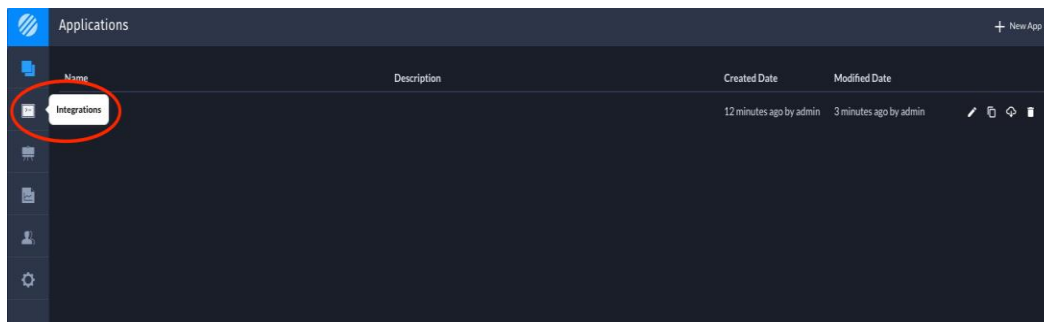 Applications
New App
Name Description Created Date Modified Date
Integrations
12 minutes ago by admin 3 minutes ago by admin